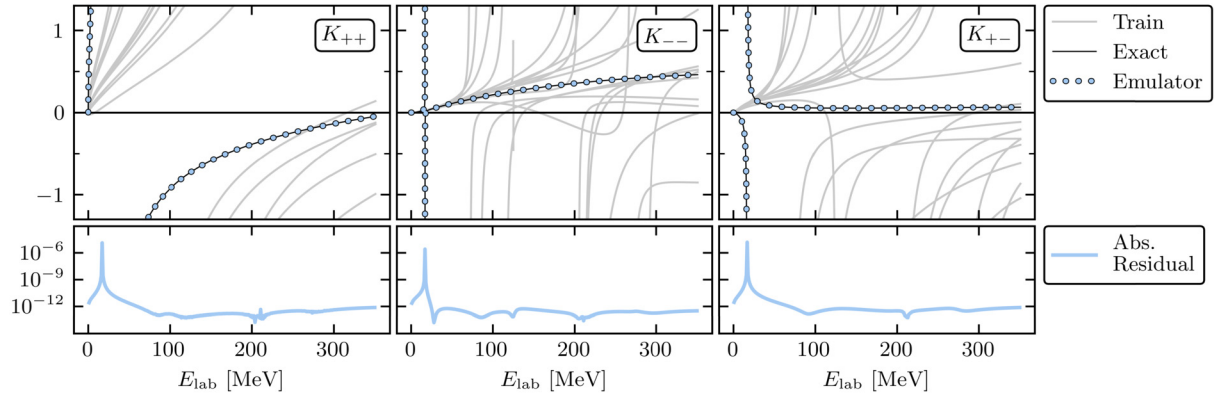 1
0
−1
K++
K−−
K+−
Train
Exact
Emulator
10−6
10−9
10−12
Abs.
Residual
0 100 200 300
0 100 200 300
0 100 200 300
Elab [MeV]
Elab [MeV]
Elab [MeV]